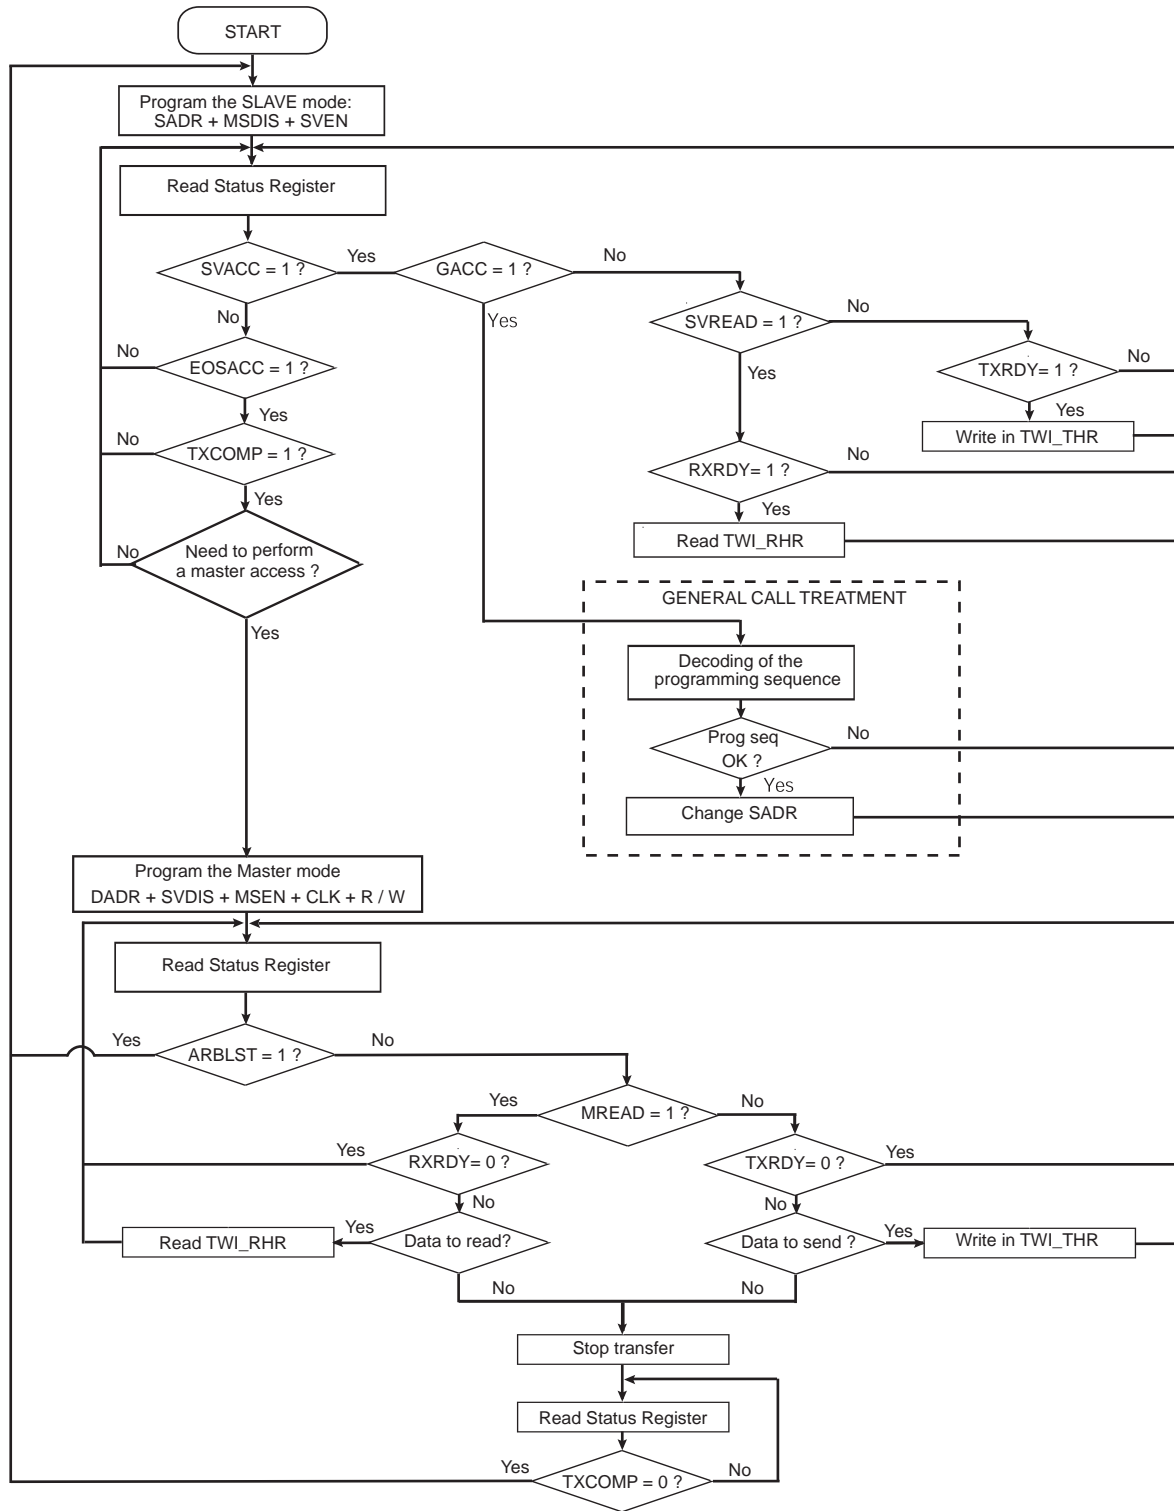 START
Program the SLAVE mode:
SADR + MSDIS + SVEN
Read Status Register
SVACC = 1 ?
Yes
GACC = 1 ?
No
No
Yes
SVREAD = 1 ?
No
No
EOSACC = 1 ?
Yes
TXRDY= 1 ?
No
Yes
Yes
Write in TWI_THR
No
TXCOMP = 1 ?
RXRDY= 1 ?
No
Yes
Yes
Read TWI_RHR
No
Need to perform
a master access ?
Yes
GENERAL CALL TREATMENT
Decoding of the
programming sequence
Prog seq
OK ?
No
Yes
Change SADR
Program the Master mode
DADR + SVDIS + MSEN + CLK + R / W
Read Status Register
Yes
ARBLST = 1 ?
No
Yes
MREAD = 1 ?
No
Yes
RXRDY= 0 ?
TXRDY= 0 ?
Yes
No
No
Read TWI_RHR
Yes
Data to read?
Data to send ?
Yes
Write in TWI_THR
No
No
Stop transfer
Read Status Register
Yes
TXCOMP = 0 ?
No